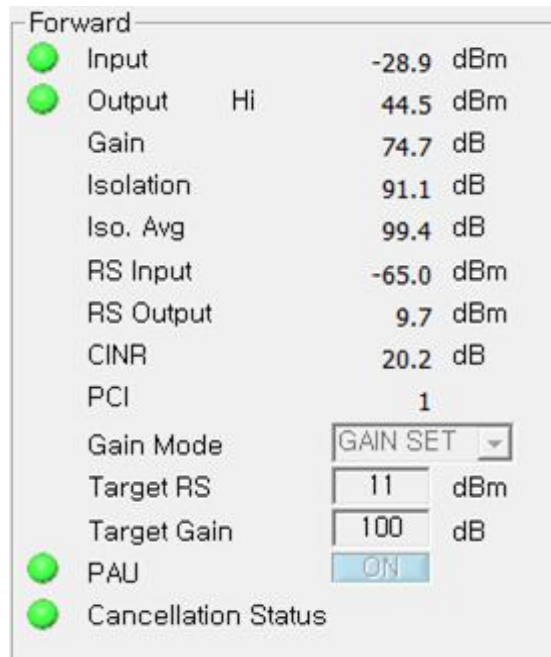 Forward
Input -28.9 dBm
Output Hi 44.5 dBm
Gain 74.7 dB
Isolation 91.1 dB
Iso. Avg 99.4 dB
RS Input -65.0 dBm
RS Output 9.7 dBm
CINR 20.2 dB
PCI 1
Gain Mode GAIN SET
Target RS 11 dBm
Target Gain 100 dB
PAU ON
Cancellation Status